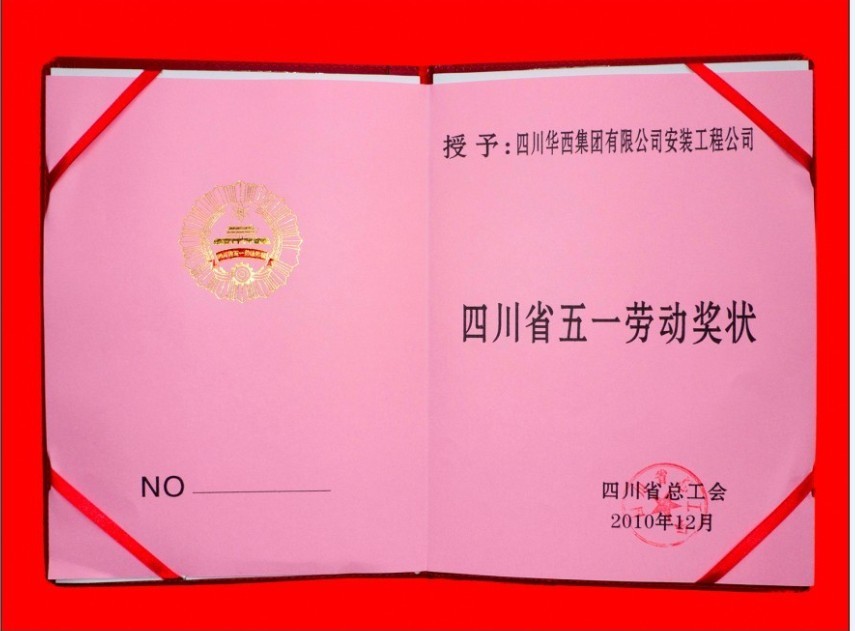 NO
授予:四川华西集团有限公司安装工程公司
四川省五一劳动奖状
四川省总工会
2010年12月